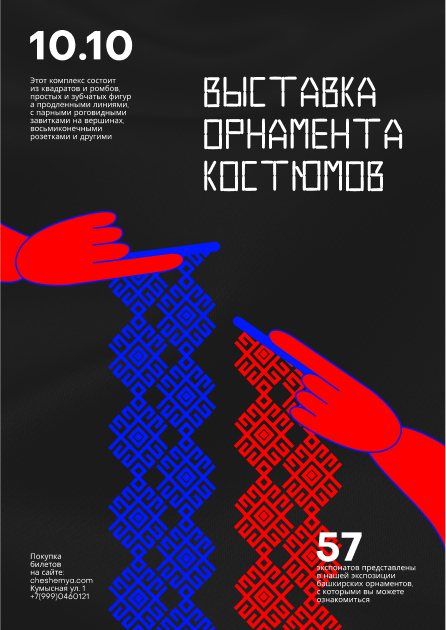 10.10
Этот комплекс состоит
из квадратов и ромбов,
простых и зубчатых фигур
а продленными линиями,
с парными роговидными
завитками на вершинах,
восьмиконечными
розетками и другими
ВЫСТАВКА
ОРНАМЕНТА
КОСТЮМОВ
57
экспонатов представлены
в нашей экспозиции
башкирских орнаментов,
с которыми вы можете
ознакомиться
Покупка
билетов
на сайте:
cheshemya.com
Кумысная ул. 1
+7(999)0460121